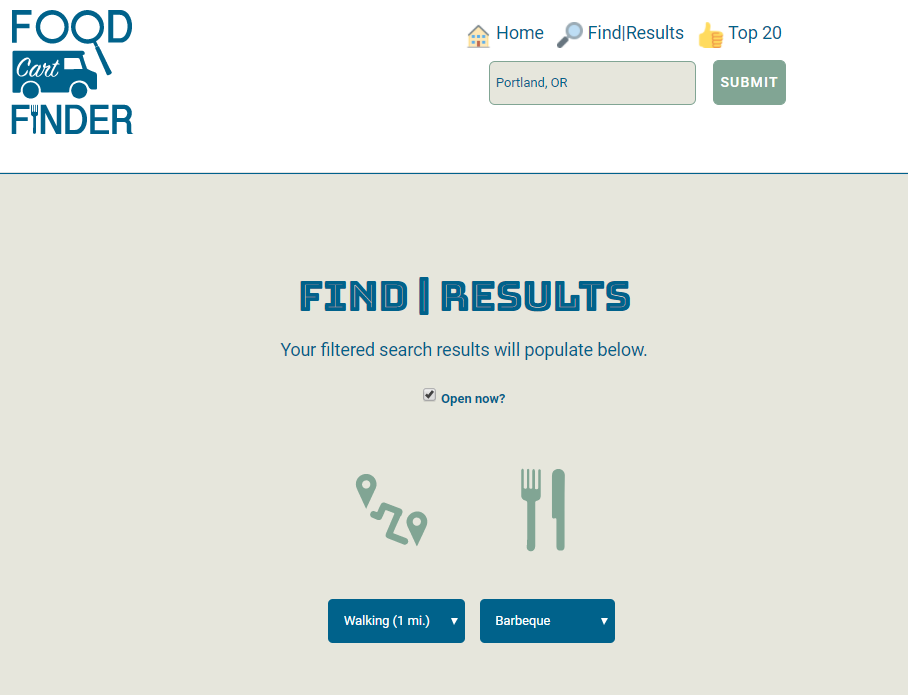 FOOD
Cart
FINDER
Home Find|Results Top 20
Portland, OR SUBMIT
FIND | RESULTS
Your filtered search results will populate below.
Open now?
Walking (1 mi.) Barbeque